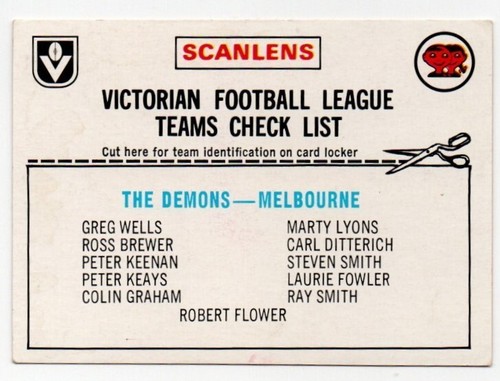 SCANLENS
VICTORIAN FOOTBALL LEAGUE
TEAMS CHECK LIST
Cut here for team identification on card locker
THE DEMONS—MELBOURNE
GREG WELLS MARTY LYONS
ROSS BREWER CARL DITTERICH
PETER KEENAN STEVEN SMITH
PETER KEAYS LAURIE FOWLER
COLIN GRAHAM RAY SMITH
ROBERT FLOWER